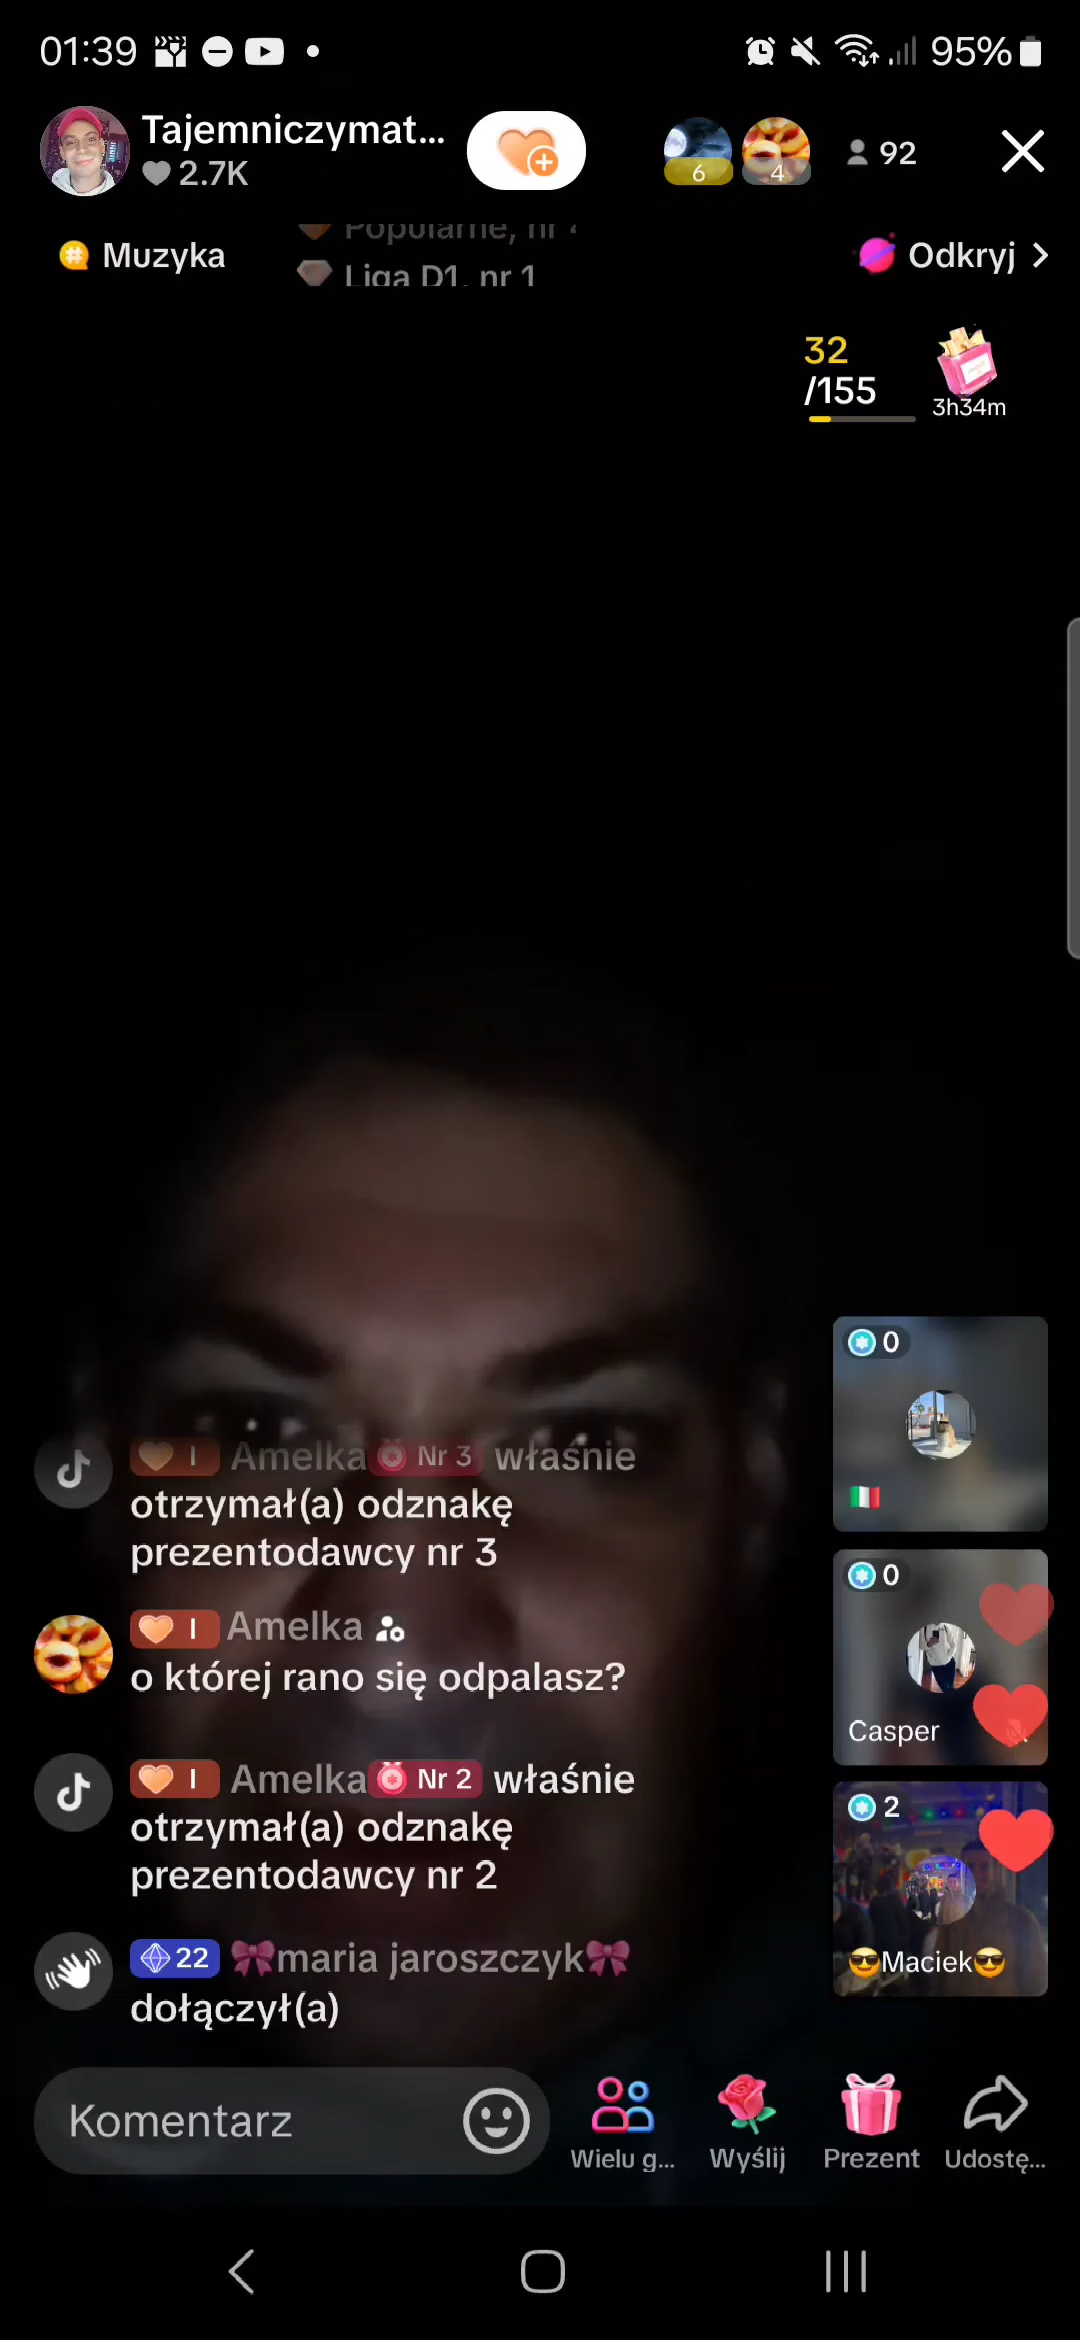 01:39
95%
Tajemniczymat...
2.7K
6
4
92
Popularne, nr
Muzyka
Liga D1, nr 1
Odkryj
32
/155
3h34m
0
I Amelka Nr 3 właśnie
otrzymał(a) odznakę
prezentodawcy nr 3
0
I Amelka
o której rano się odpalasz?
Casper
I Amelka Nr 2 właśnie
otrzymał(a) odznakę
prezentodawcy nr 2
2
😎Maciek😎
22 🎀maria jaroszczyk🎀
dołączył(a)
Komentarz
Wielu g...
Wyślij
Prezent
Udostę...